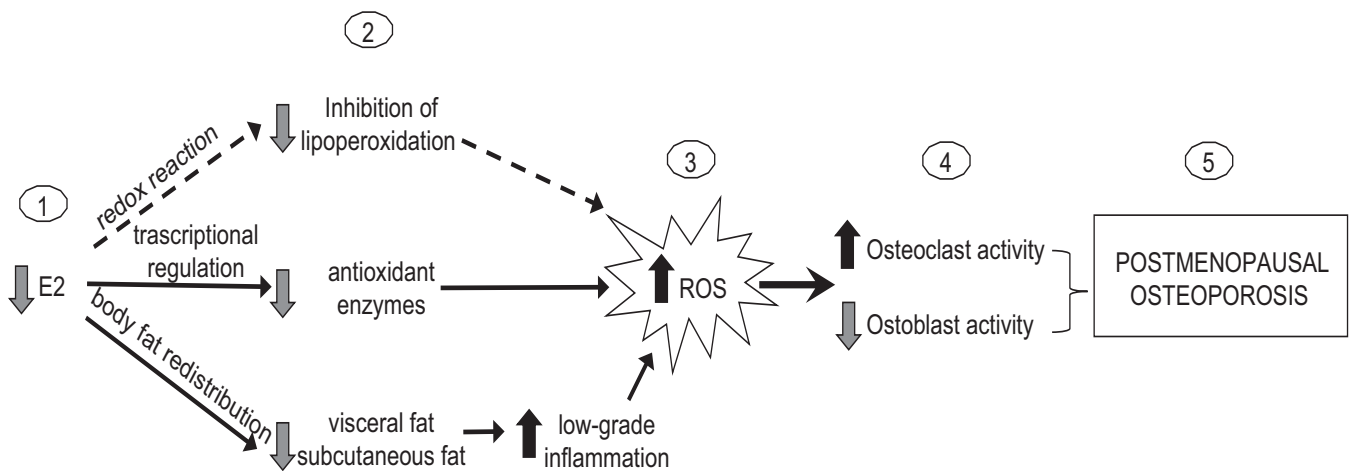 1
2
3
4
5
E2
redox reaction
trascriptional
regulation
body fat redistribution
Inhibition of
lipoperoxidation
antioxidant
enzymes
visceral fat
subcutaneous fat
low-grade
inflammation
ROS
Osteoclast activity
Ostoblast activity
POSTMENOPAUSAL
OSTEOPOROSIS